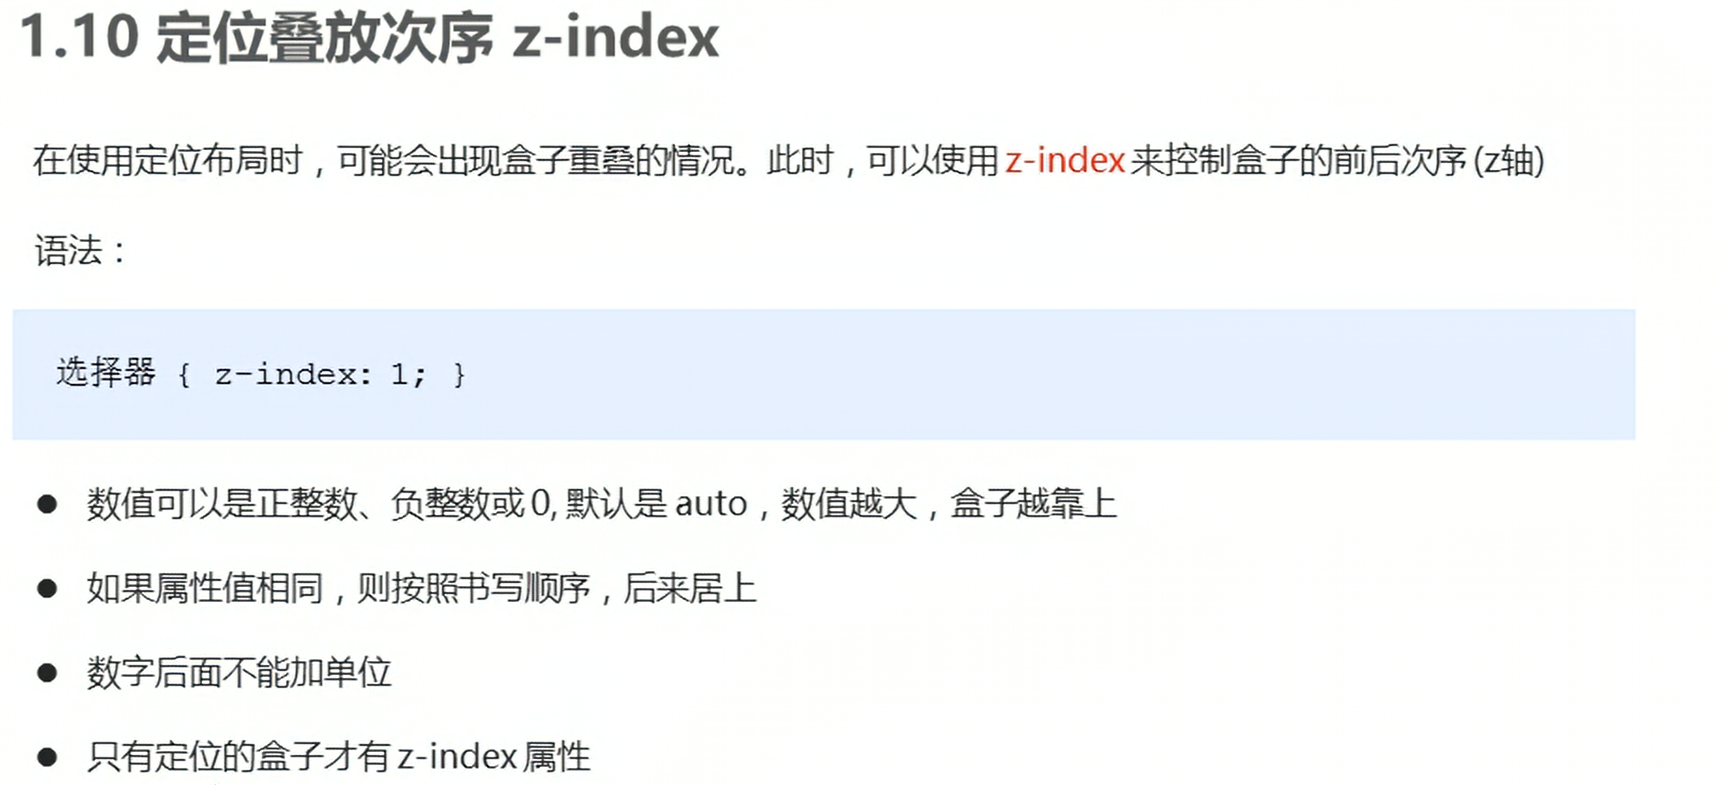 1.10 定位叠放次序 z-index
在使用定位布局时，可能会出现盒子重叠的情况。此时，可以使用 z-index 来控制盒子的前后次序 (z轴)
语法：
选择器 { z-index: 1; }
● 数值可以是正整数、负整数或 0, 默认是 auto，数值越大，盒子越靠上
● 如果属性值相同，则按照书写顺序，后来居上
● 数字后面不能加单位
● 只有定位的盒子才有 z-index 属性